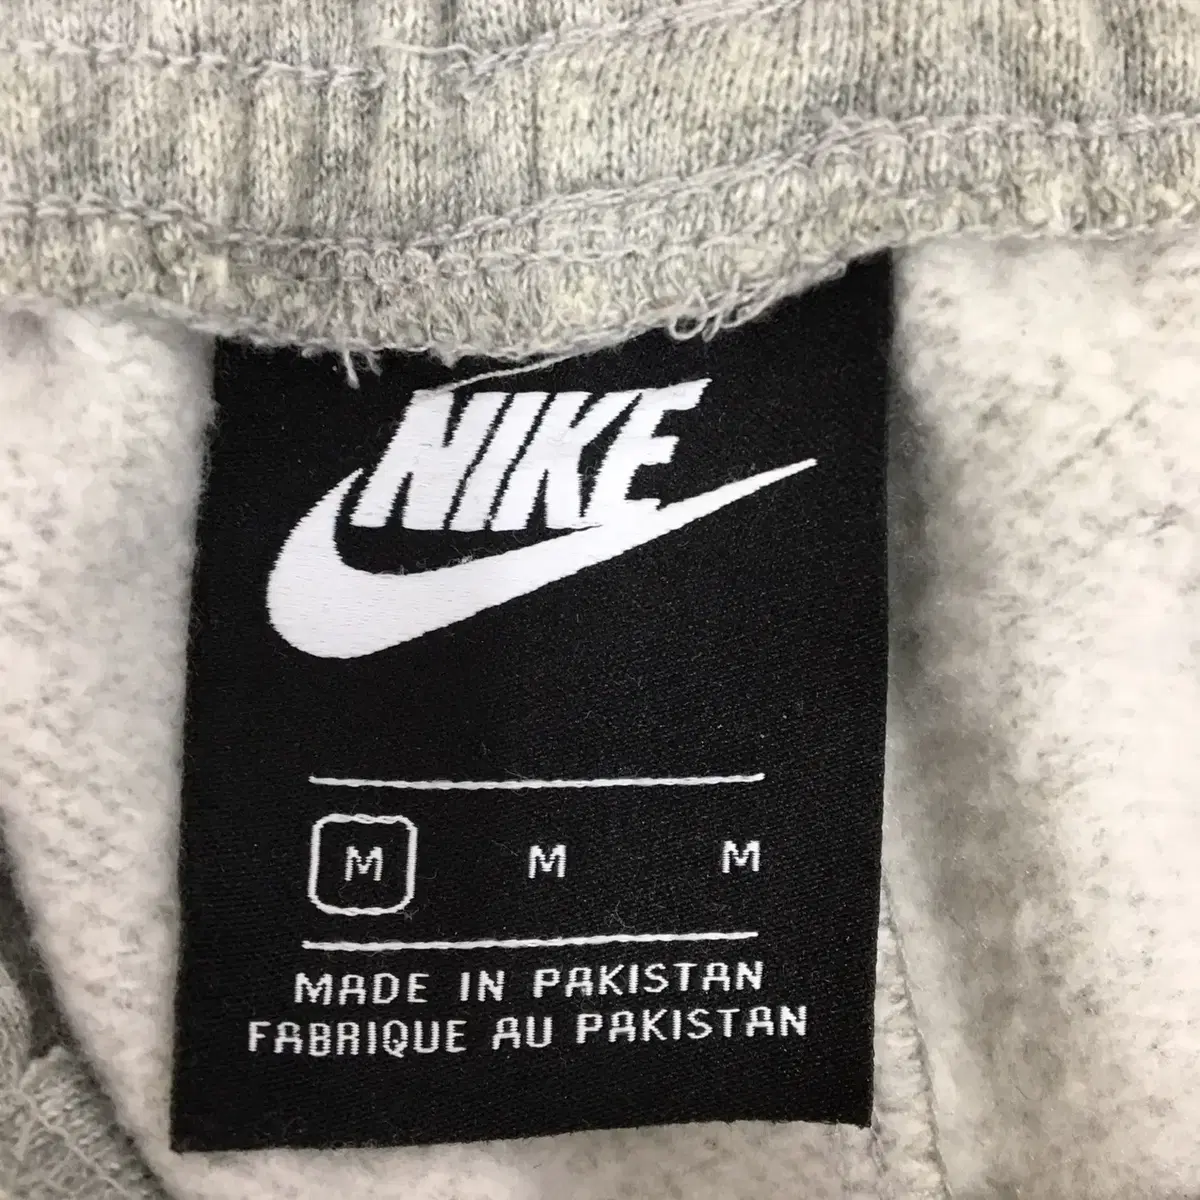 NIKE
M M M
MADE IN PAKISTAN
FABRIQUE AU PAKISTAN